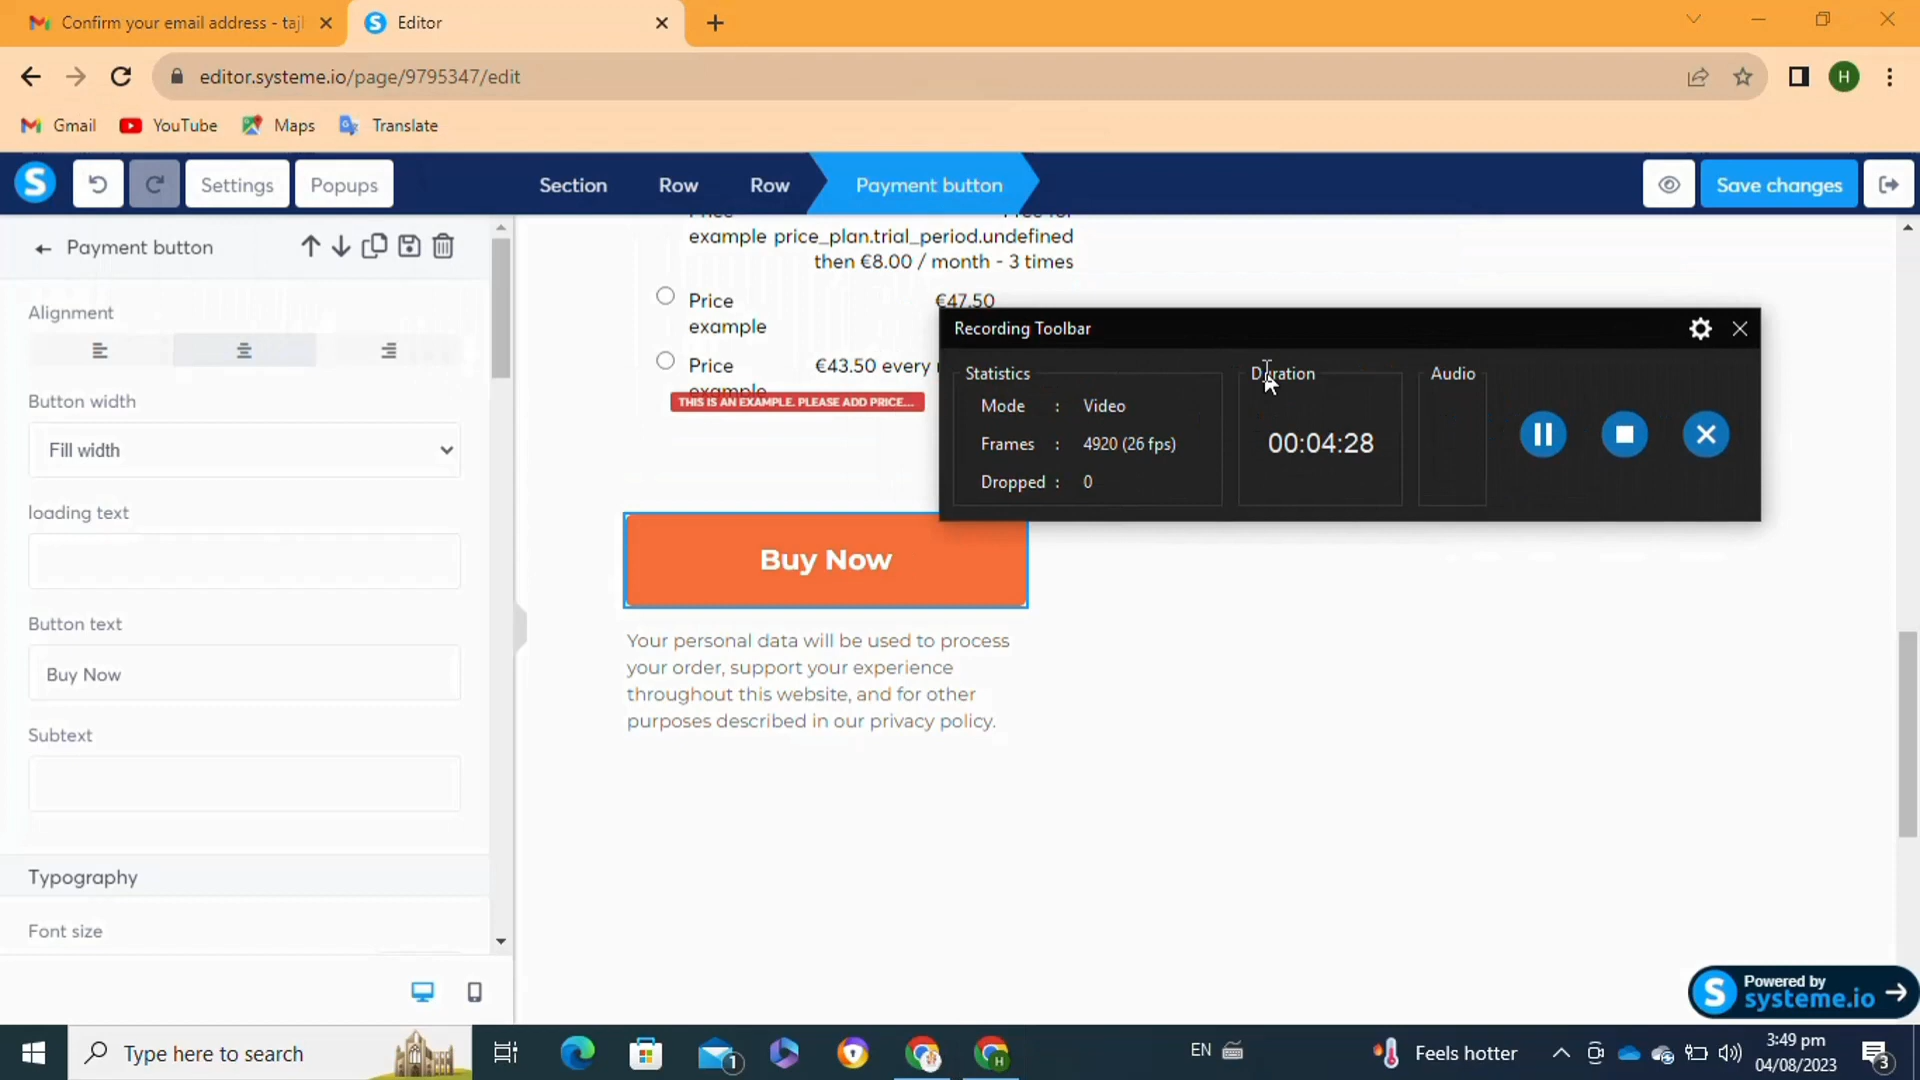 Confirm your email address - taj
Editor
editor.systeme.io/page/9795347/edit
H
Gmail
YouTube
Maps
Translate
S
Settings
Popups
Section
Row
Row
Payment button
Save changes
Payment button
Alignment
Button width
Fill width
loading text
Button text
Buy Now
Subtext
Typography
Font size
example price_plan.trial_period.undefined
then €8.00 / month - 3 times
Price
example
€47.50
Price
€43.50 every
example
THIS IS AN EXAMPLE. PLEASE ADD PRICE...
Recording Toolbar
Statistics
Mode : Video
Frames : 4920 (26 fps)
Dropped : 0
Duration
00:04:28
Audio
Buy Now
Your personal data will be used to process
your order, support your experience
throughout this website, and for other
purposes described in our privacy policy.
Powered by
systeme.io
Type here to search
1
H
EN
Feels hotter
3:49 pm
04/08/2023
3